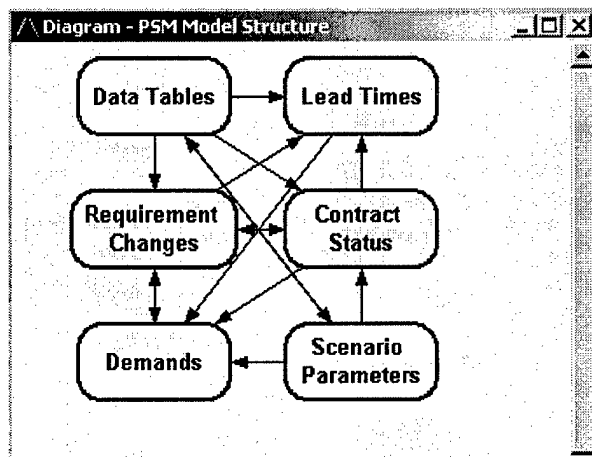 Diagram - PSM Model Structure
Data Tables
Lead Times
Requirement
Changes
Contract
Status
Demands
Scenario
Parameters